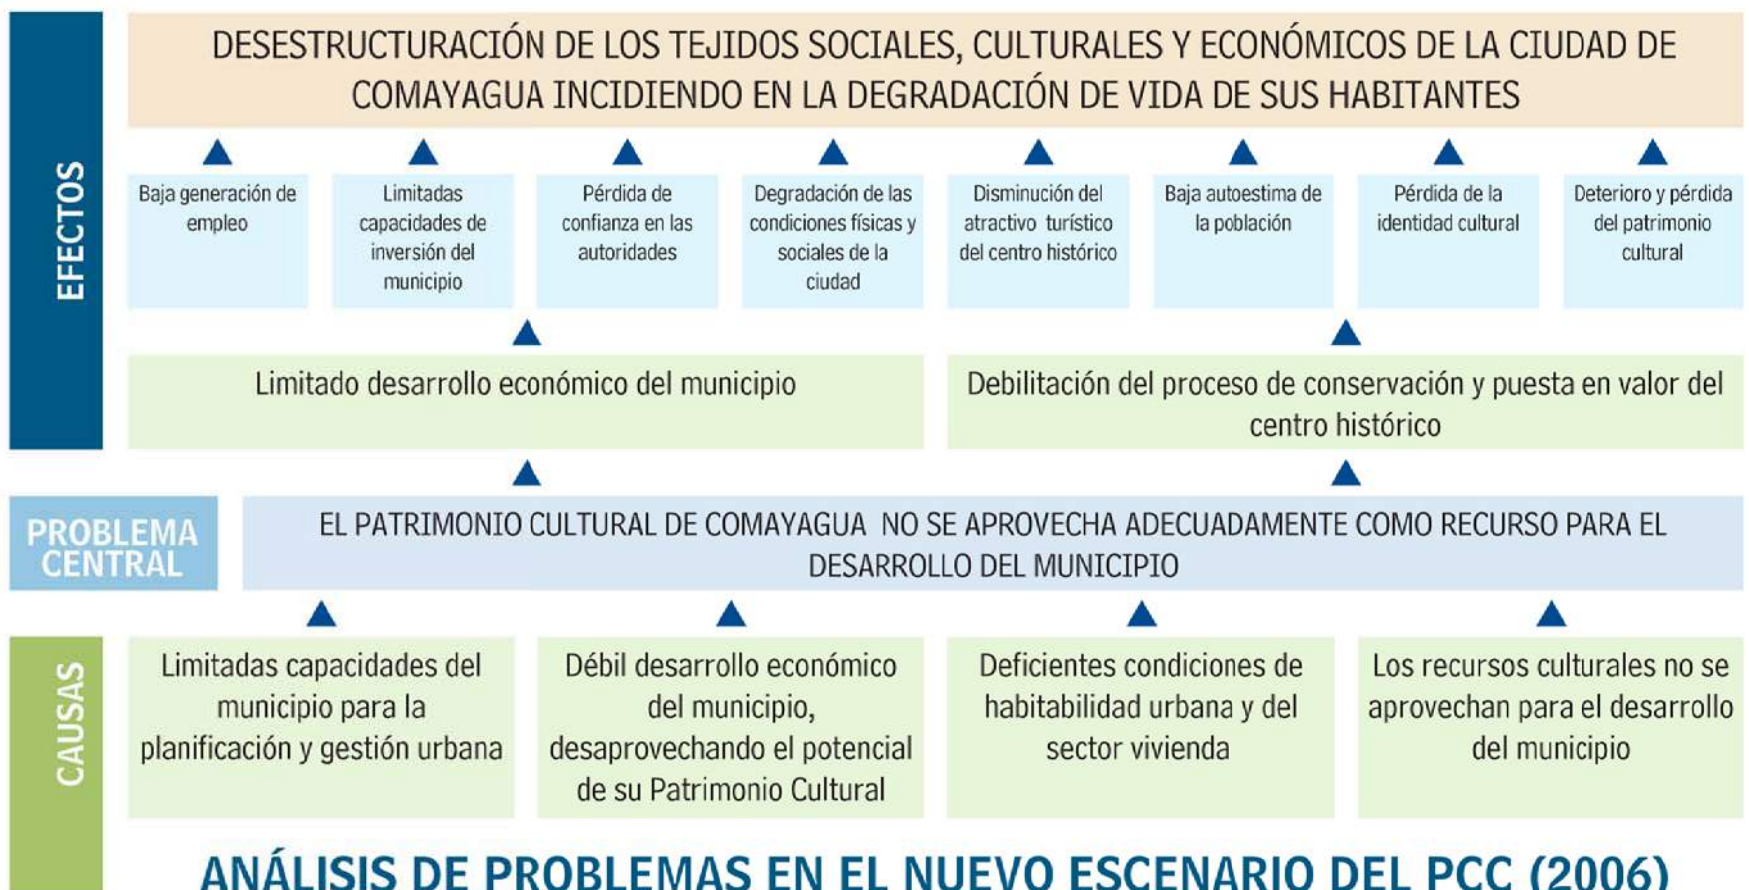 EFECTOS
DESESTRUCTURACIÓN DE LOS TEJIDOS SOCIALES, CULTURALES Y ECONÓMICOS DE LA CIUDAD DE
COMAYAGUA INCIDIENDO EN LA DEGRADACIÓN DE VIDA DE SUS HABITANTES
Baja generación de
empleo
Limitadas
capacidades de
inversión del
municipio
Pérdida de
confianza en las
autoridades
Degradación de las
condiciones físicas y
sociales de la
ciudad
Disminución del
atractivo turístico
del centro histórico
Baja autoestima de
la población
Pérdida de la
identidad cultural
Deterioro y pérdida
del patrimonio
cultural
Limitado desarrollo económico del municipio
Debilitación del proceso de conservación y puesta en valor del
centro histórico
PROBLEMA
CENTRAL
EL PATRIMONIO CULTURAL DE COMAYAGUA NO SE APROVECHA ADECUADAMENTE COMO RECURSO PARA EL
DESARROLLO DEL MUNICIPIO
CAUSAS
Limitadas capacidades del
municipio para la
planificación y gestión urbana
Débil desarrollo económico
del municipio,
desaprovechando el potencial
de su Patrimonio Cultural
Deficientes condiciones de
habitabilidad urbana y del
sector vivienda
Los recursos culturales no se
aprovechan para el desarrollo
del municipio
ANÁLISIS DE PROBLEMAS EN EL NUEVO ESCENARIO DEL PCC (2006)